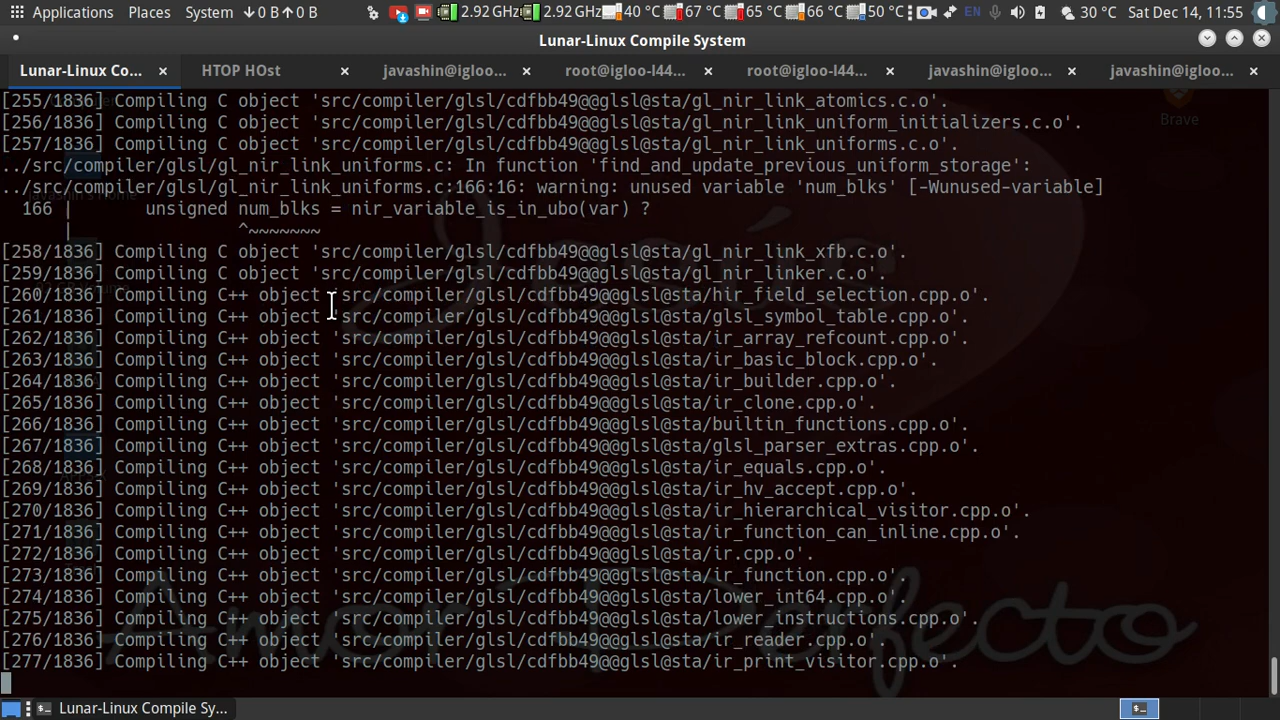 Applications Places System 0 B 0 B 2.92 GHz 2.92 GHz 40 °C 67 °C 65 °C 66 °C 50 °C EN 30 °C Sat Dec 14, 11:55
Lunar-Linux Compile System
Lunar-Linux Co... HTOP HOst javashin@igloo... root@igloo-l44... root@igloo-l44... javashin@igloo... javashin@igloo...
[255/1836] Compiling C object 'src/compiler/glsl/cdfbb49@@glsl@sta/gl_nir_link_atomics.c.o'.
[256/1836] Compiling C object 'src/compiler/glsl/cdfbb49@@glsl@sta/gl_nir_link_uniform_initializers.c.o'.
[257/1836] Compiling C object 'src/compiler/glsl/cdfbb49@@glsl@sta/gl_nir_link_uniforms.c.o'.
../src/compiler/glsl/gl_nir_link_uniforms.c: In function 'find_and_update_previous_uniform_storage':
../src/compiler/glsl/gl_nir_link_uniforms.c:166:16: warning: unused variable 'num_blks' [-Wunused-variable]
166 | unsigned num_blks = nir_variable_is_in_ubo(var) ?
| ^~~~~~~~
[258/1836] Compiling C object 'src/compiler/glsl/cdfbb49@@glsl@sta/gl_nir_link_xfb.c.o'.
[259/1836] Compiling C object 'src/compiler/glsl/cdfbb49@@glsl@sta/gl_nir_linker.c.o'.
[260/1836] Compiling C++ object 'src/compiler/glsl/cdfbb49@@glsl@sta/hir_field_selection.cpp.o'.
[261/1836] Compiling C++ object 'src/compiler/glsl/cdfbb49@@glsl@sta/glsl_symbol_table.cpp.o'.
[262/1836] Compiling C++ object 'src/compiler/glsl/cdfbb49@@glsl@sta/ir_array_refcount.cpp.o'.
[263/1836] Compiling C++ object 'src/compiler/glsl/cdfbb49@@glsl@sta/ir_basic_block.cpp.o'.
[264/1836] Compiling C++ object 'src/compiler/glsl/cdfbb49@@glsl@sta/ir_builder.cpp.o'.
[265/1836] Compiling C++ object 'src/compiler/glsl/cdfbb49@@glsl@sta/ir_clone.cpp.o'.
[266/1836] Compiling C++ object 'src/compiler/glsl/cdfbb49@@glsl@sta/builtin_functions.cpp.o'.
[267/1836] Compiling C++ object 'src/compiler/glsl/cdfbb49@@glsl@sta/glsl_parser_extras.cpp.o'.
[268/1836] Compiling C++ object 'src/compiler/glsl/cdfbb49@@glsl@sta/ir_equals.cpp.o'.
[269/1836] Compiling C++ object 'src/compiler/glsl/cdfbb49@@glsl@sta/ir_hv_accept.cpp.o'.
[270/1836] Compiling C++ object 'src/compiler/glsl/cdfbb49@@glsl@sta/ir_hierarchical_visitor.cpp.o'.
[271/1836] Compiling C++ object 'src/compiler/glsl/cdfbb49@@glsl@sta/ir_function_can_inline.cpp.o'.
[272/1836] Compiling C++ object 'src/compiler/glsl/cdfbb49@@glsl@sta/ir.cpp.o'.
[273/1836] Compiling C++ object 'src/compiler/glsl/cdfbb49@@glsl@sta/ir_function.cpp.o'.
[274/1836] Compiling C++ object 'src/compiler/glsl/cdfbb49@@glsl@sta/lower_int64.cpp.o'.
[275/1836] Compiling C++ object 'src/compiler/glsl/cdfbb49@@glsl@sta/lower_instructions.cpp.o'.
[276/1836] Compiling C++ object 'src/compiler/glsl/cdfbb49@@glsl@sta/ir_reader.cpp.o'.
[277/1836] Compiling C++ object 'src/compiler/glsl/cdfbb49@@glsl@sta/ir_print_visitor.cpp.o'.
Brave
Jesús
Amor Perfecto
Lunar-Linux Compile Sy...